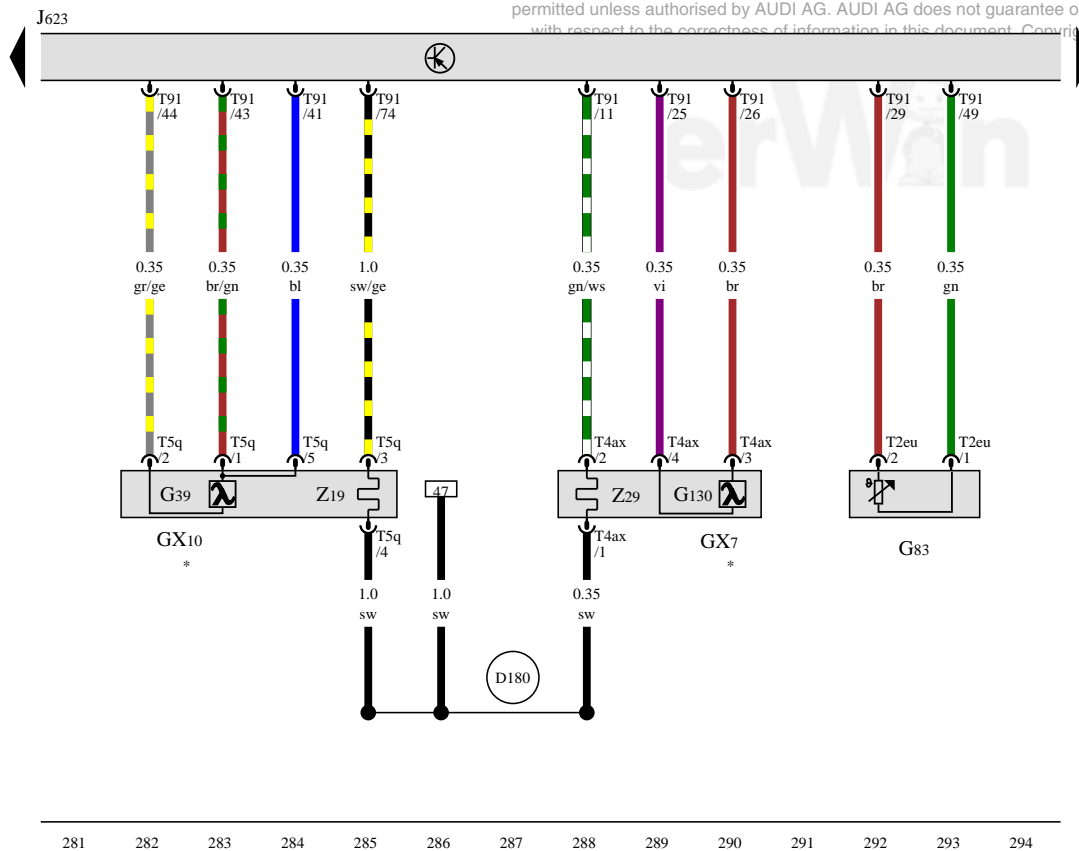 permitted unless authorised by AUDI AG. AUDI AG does not guarantee o
with respect to the correctness of information in this document. Copyrig
J623
erWin
T91 T91 T91 T91 T91 T91 T91 T91 T91
/44 /43 /41 /74 /11 /25 /26 /29 /49
0.35 0.35 0.35 1.0 0.35 0.35 0.35 0.35 0.35
gr/ge br/gn bl sw/ge gn/ws vi br br gn
T5q T5q T5q T5q T4ax T4ax T4ax T2eu T2eu
/2 /1 /5 /3 /2 /4 /3 /2 /1
G39 λ Z19 47 Z29 G130 λ ϑ
T5q T4ax
/4 /1
GX10 GX7 G83
* *
1.0 1.0 0.35
sw sw sw
D180
281 282 283 284 285 286 287 288 289 290 291 292 293 294